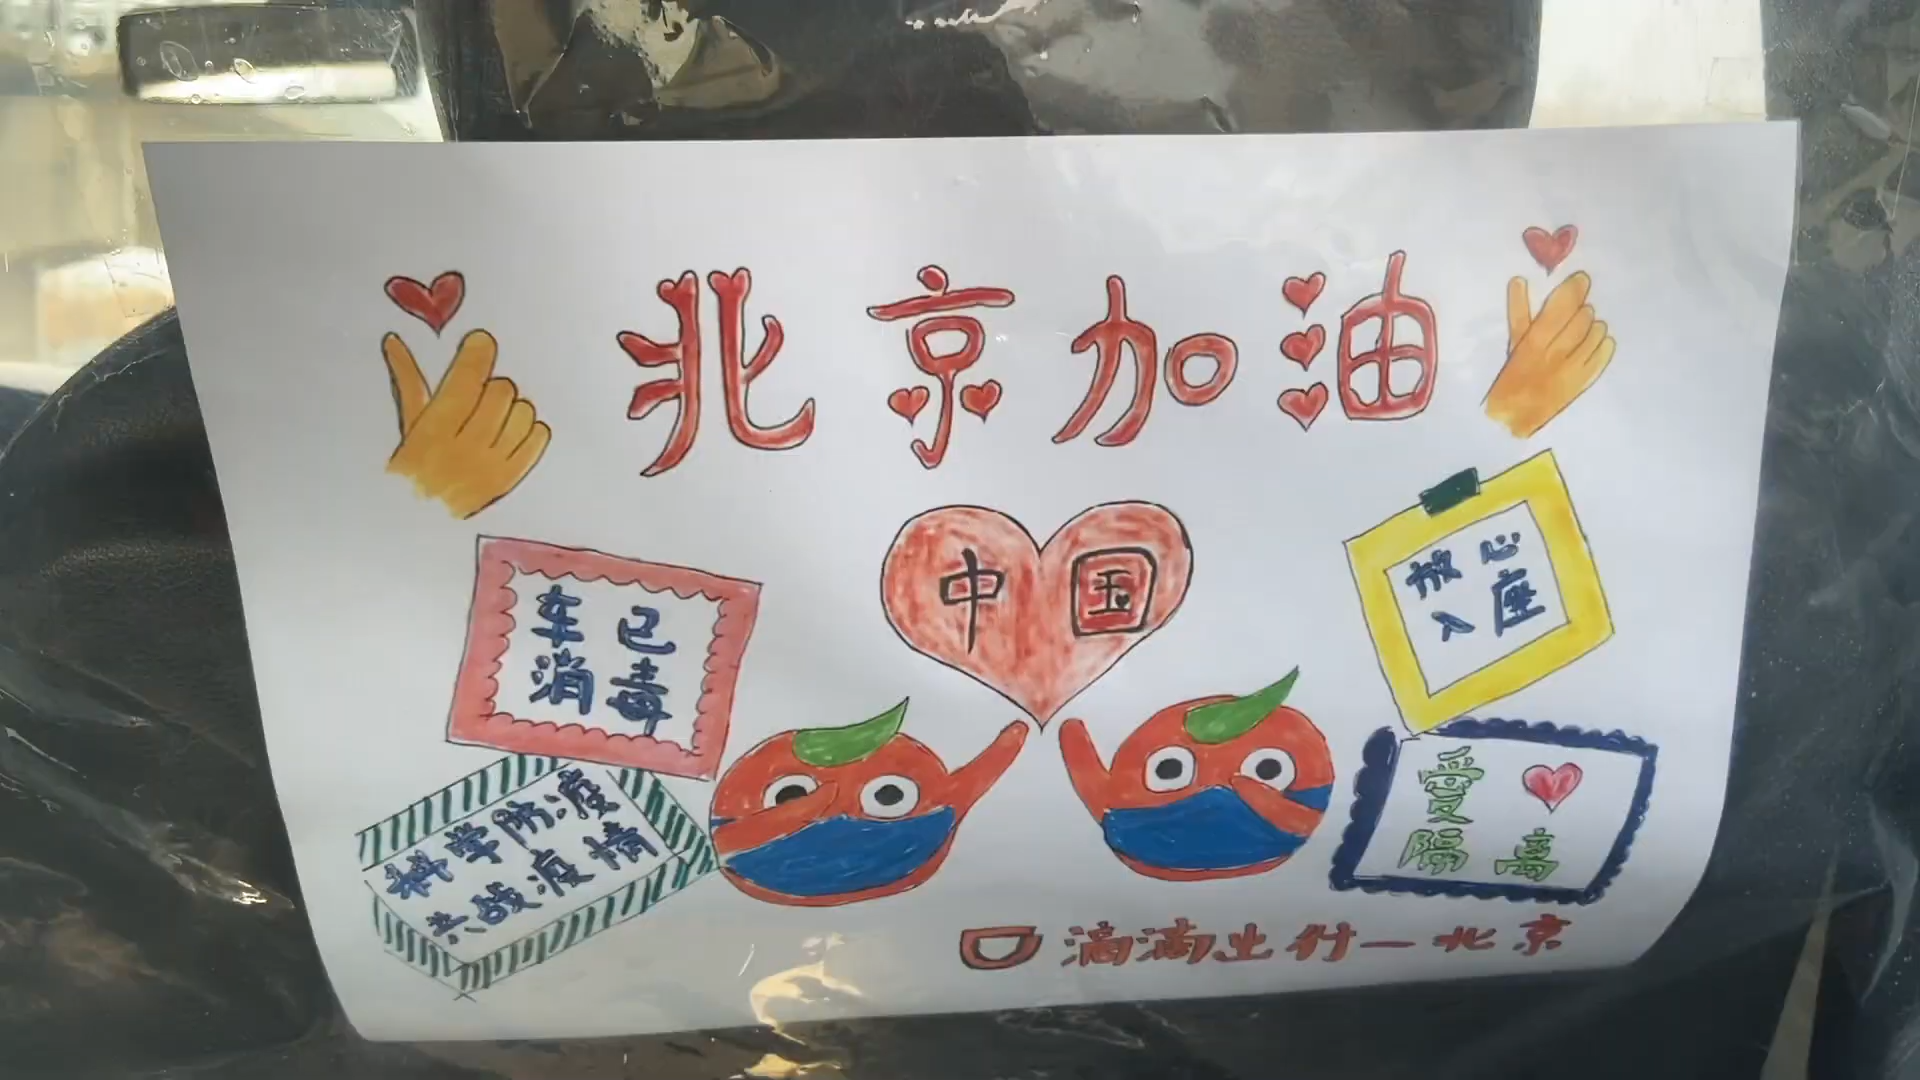 北京加油
中国
车已
消毒
放心
入座
科学防疫
共战疫情
爱
隔离
滴滴出行—北京